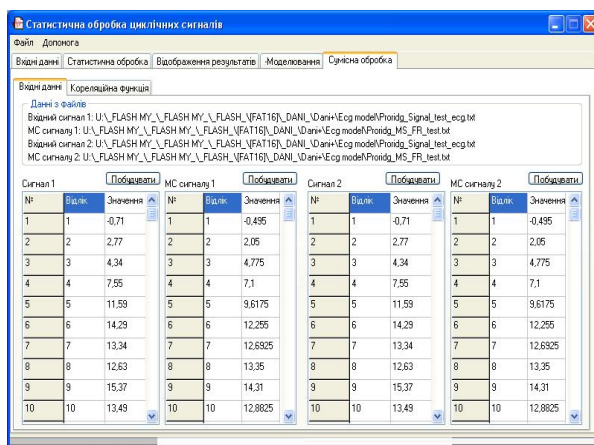 Статистична обробка циклічних сигналів
Файл Допомога
Вхідні данні Статистична обробка Відображення результатів Моделювання Сумісна обробка
Вхідні данні Кореляційна функція
Данні з файлів
Вхідний сигнал 1: U:\_FLASH MY_\_FLASH MY_\_FLASH_\[FAT16]\_DANI_\Dani+\Ecg model\Proridg_Signal_test_ecg.txt
МС сигналу 1: U:\_FLASH MY_\_FLASH MY_\_FLASH_\[FAT16]\_DANI_\Dani+\Ecg model\Proridg_MS_FR_test.txt
Вхідний сигнал 2: U:\_FLASH MY_\_FLASH MY_\_FLASH_\[FAT16]\_DANI_\Dani+\Ecg model\Proridg_Signal_test_ecg.txt
МС сигналу 2: U:\_FLASH MY_\_FLASH MY_\_FLASH_\[FAT16]\_DANI_\Dani+\Ecg model\Proridg_MS_FR_test.txt
Сигнал 1 Побудувати МС сигналу 1 Побудувати Сигнал 2 Побудувати МС сигналу 2 Побудувати
№ Відлік Значення № Відлік Значення № Відлік Значення № Відлік Значення
1 1 -0,71 1 1 -0,495 1 1 -0,71 1 1 -0,495
2 2 2,77 2 2 2,05 2 2 2,77 2 2 2,05
3 3 4,34 3 3 4,775 3 3 4,34 3 3 4,775
4 4 7,55 4 4 7,1 4 4 7,55 4 4 7,1
5 5 11,59 5 5 9,6175 5 5 11,59 5 5 9,6175
6 6 14,29 6 6 12,255 6 6 14,29 6 6 12,255
7 7 13,34 7 7 12,6925 7 7 13,34 7 7 12,6925
8 8 12,63 8 8 13,35 8 8 12,63 8 8 13,35
9 9 15,37 9 9 14,31 9 9 15,37 9 9 14,31
10 10 13,49 10 10 12,8825 10 10 13,49 10 10 12,8825